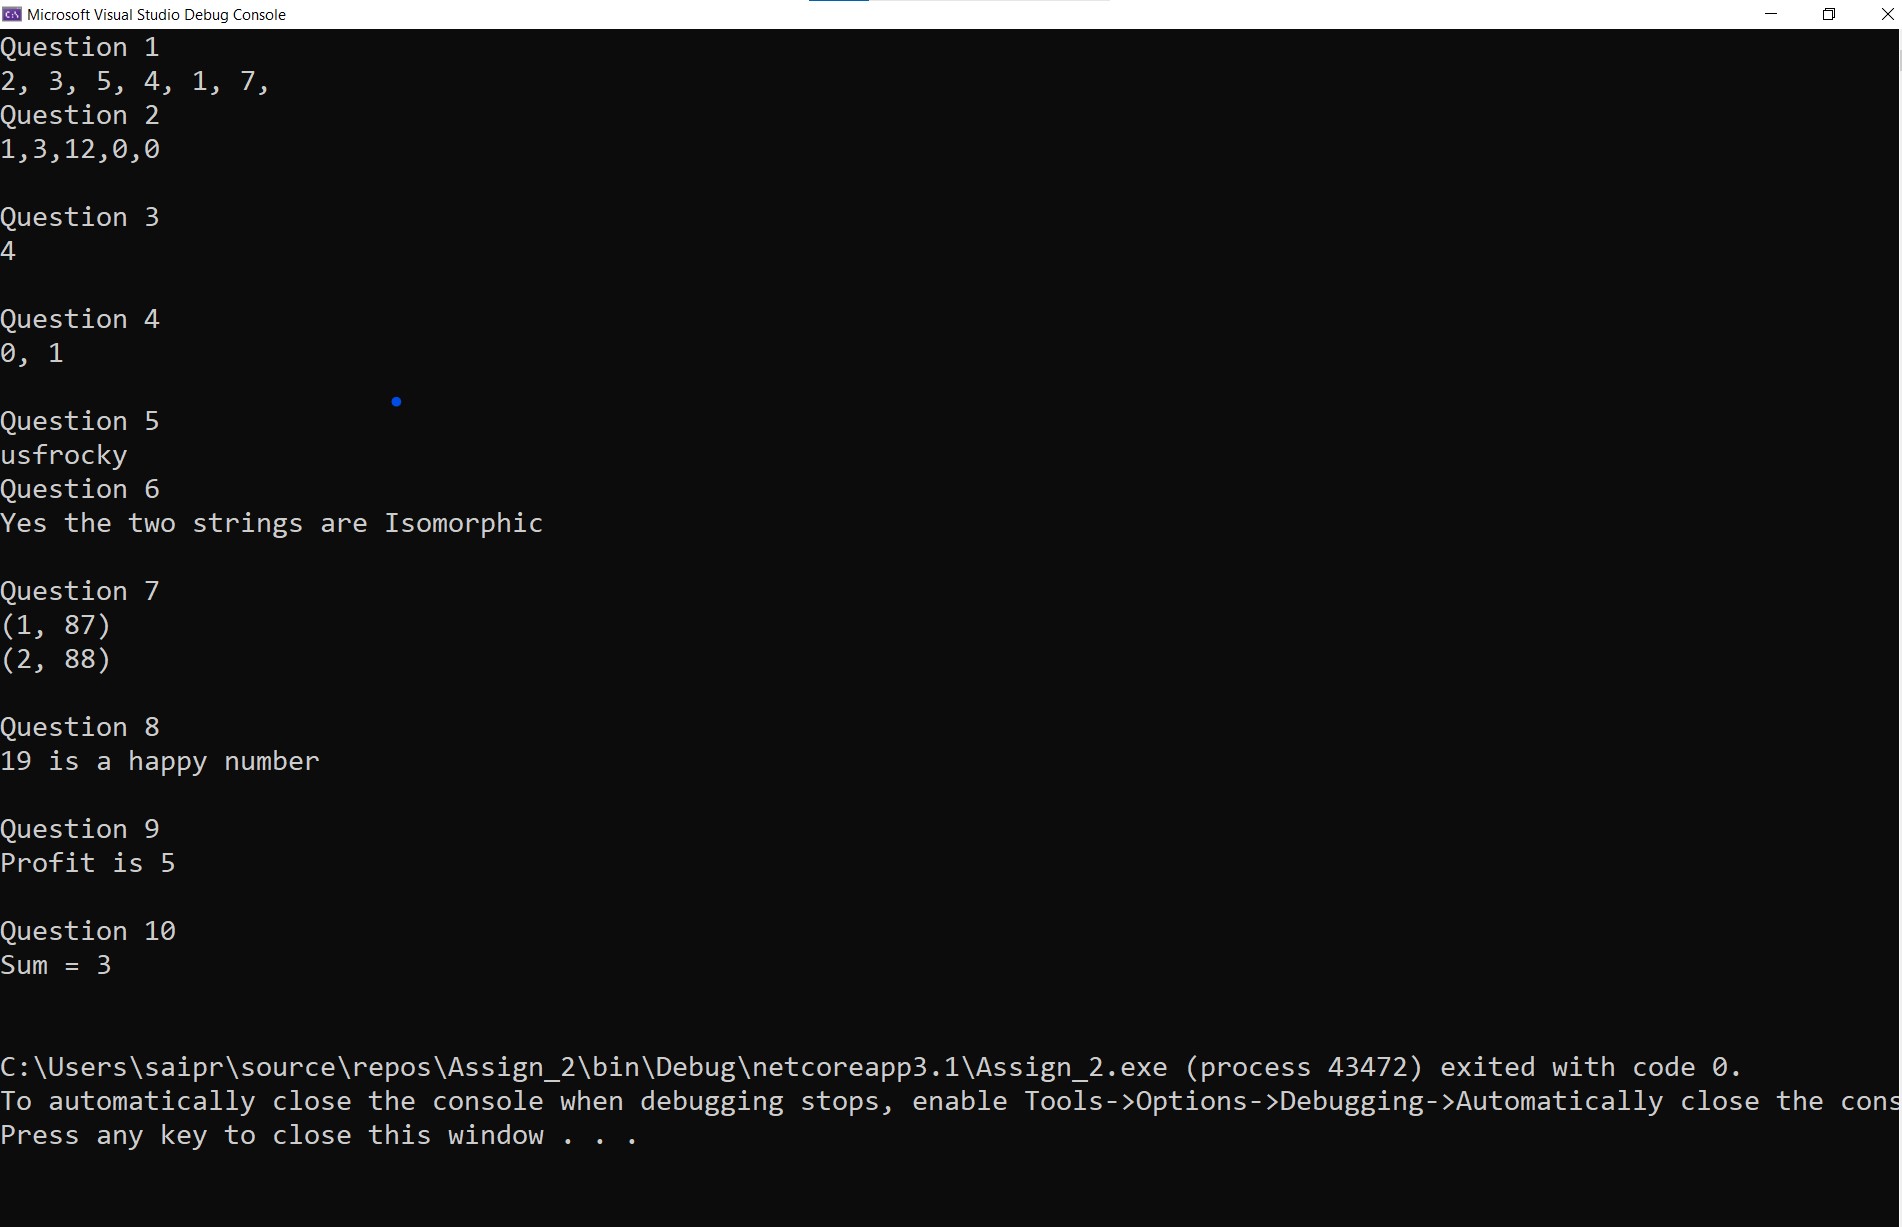 Microsoft Visual Studio Debug Console
Question 1
2, 3, 5, 4, 1, 7,
Question 2
1,3,12,0,0
Question 3
4
Question 4
0, 1
Question 5
usfrocky
Question 6
Yes the two strings are Isomorphic
Question 7
(1, 87)
(2, 88)
Question 8
19 is a happy number
Question 9
Profit is 5
Question 10
Sum = 3
C:\Users\saipr\source\repos\Assign_2\bin\Debug\netcoreapp3.1\Assign_2.exe (process 43472) exited with code 0.
To automatically close the console when debugging stops, enable Tools->Options->Debugging->Automatically close the cons
Press any key to close this window . . .